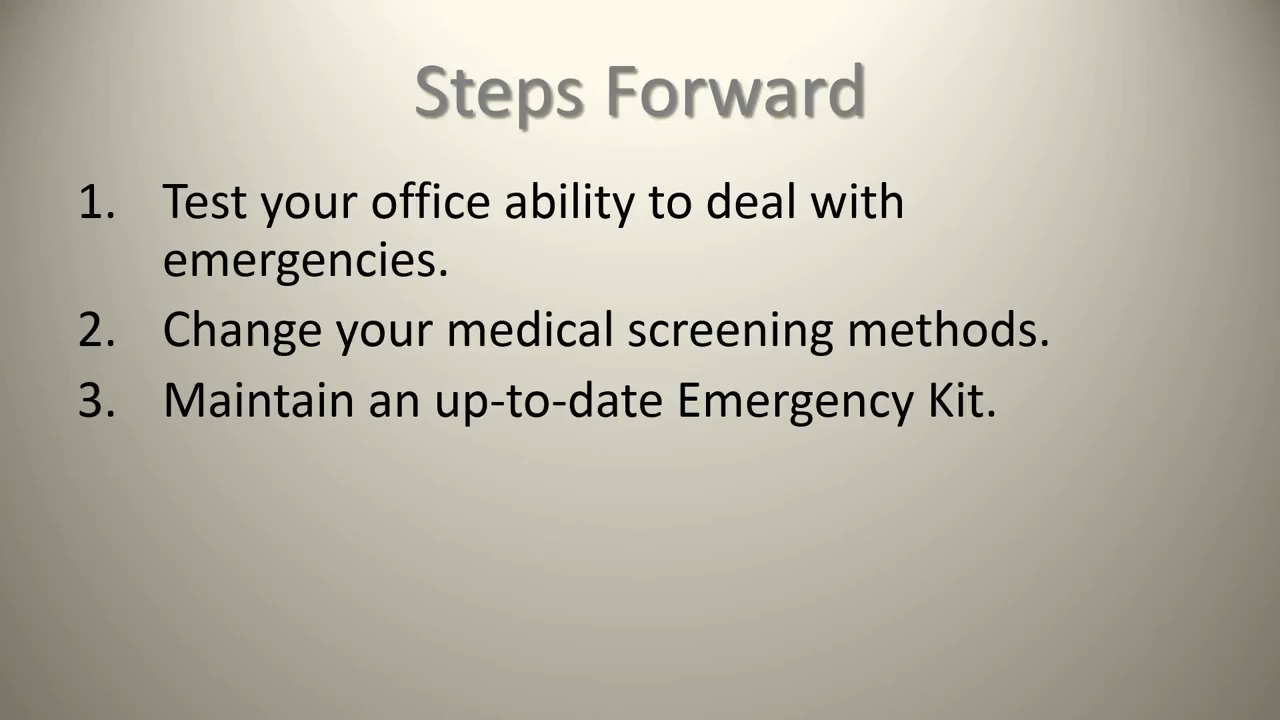 Steps Forward
1. Test your office ability to deal with
emergencies.
2. Change your medical screening methods.
3. Maintain an up-to-date Emergency Kit.